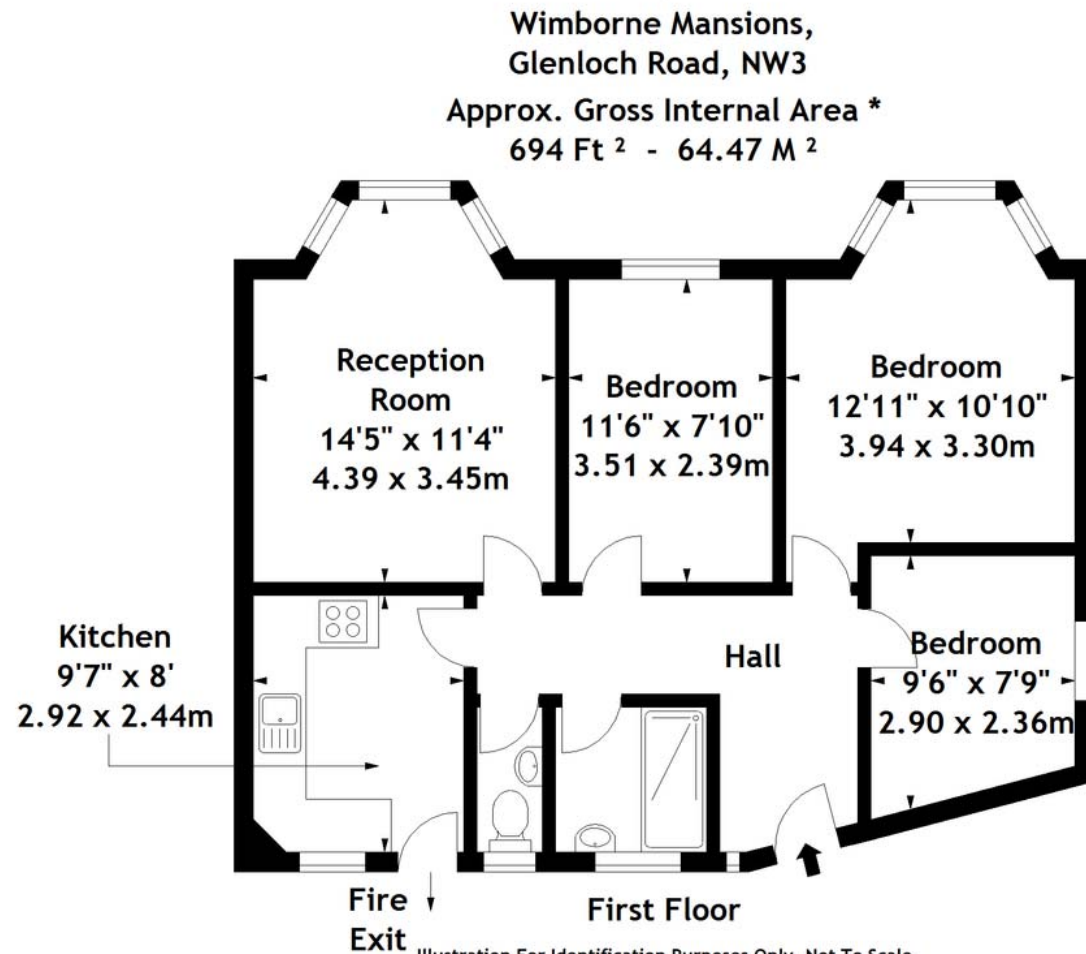 Wimborne Mansions,
Glenloch Road, NW3
Approx. Gross Internal Area *
694 Ft ² - 64.47 M ²
Reception
Room
14'5" x 11'4"
4.39 x 3.45m
Bedroom
11'6" x 7'10"
3.51 x 2.39m
Bedroom
12'11" x 10'10"
3.94 x 3.30m
Kitchen
9'7" x 8'
2.92 x 2.44m
Hall
Bedroom
9'6" x 7'9"
2.90 x 2.36m
Fire
Exit
First Floor
Illustration For Identification Purposes Only. Not To Scale